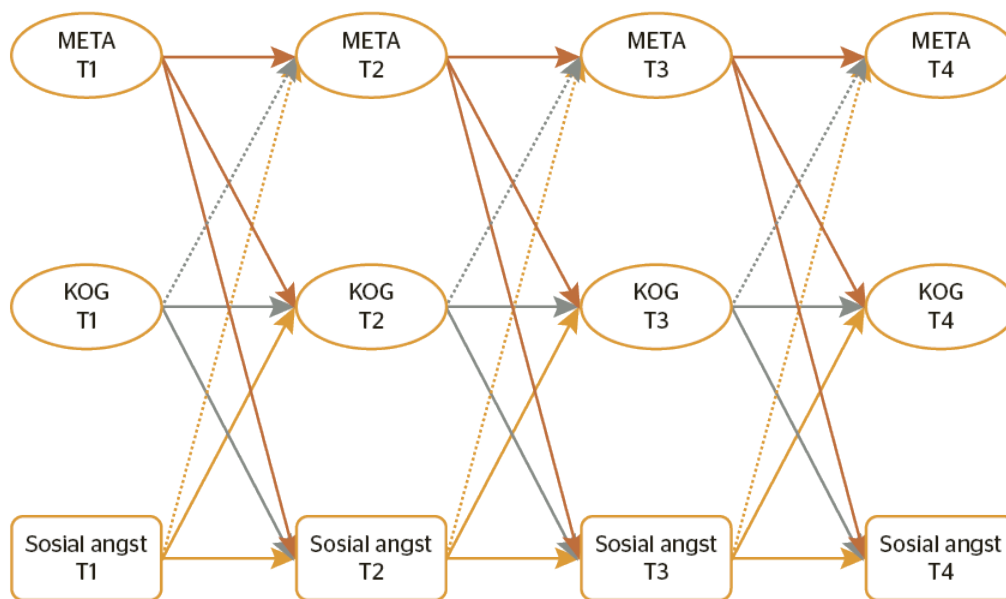 META
T1
META
T2
META
T3
META
T4
KOG
T1
KOG
T2
KOG
T3
KOG
T4
Sosial angst
T1
Sosial angst
T2
Sosial angst
T3
Sosial angst
T4